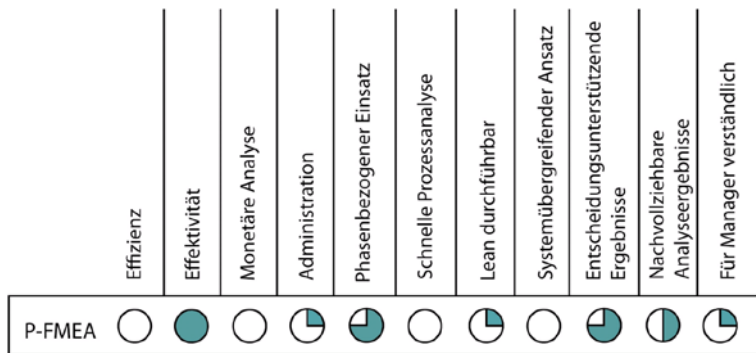 Effizienz
Effektivität
Monetäre Analyse
Administration
Phasenbezogener Einsatz
Schnelle Prozessanalyse
Lean durchführbar
Systemübergreifender Ansatz
Entscheidungsunterstützende
Ergebnisse
Nachvollziehbare
Analyseergebnisse
Für Manager verständlich
P-FMEA